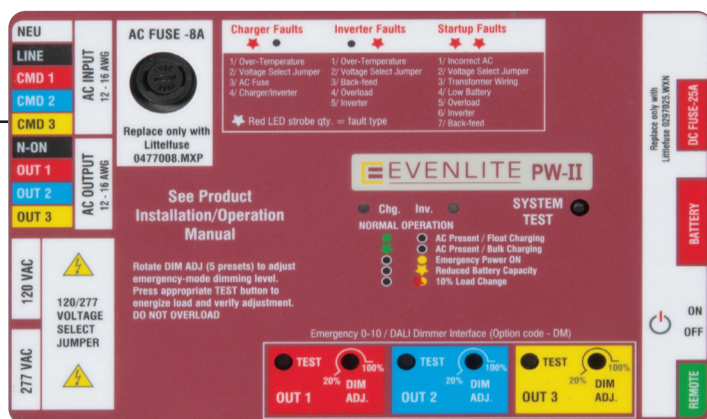 NEU
LINE
CMD 1
CMD 2
CMD 3
AC INPUT
12 - 16 AWG
N-ON
OUT 1
OUT 2
OUT 3
AC OUTPUT
12 - 16 AWG
120 VAC
277 VAC
120/277
VOLTAGE
SELECT
JUMPER
AC FUSE -8A
Replace only with
Littelfuse
0477008.MXP
See Product
Installation/Operation
Manual
Rotate DIM ADJ (5 presets) to adjust
emergency-mode dimming level.
Press appropriate TEST button to
energize load and verify adjustment.
DO NOT OVERLOAD
Charger Faults
1/ Over-Temperature
2/ Voltage Select Jumper
3/ AC Fuse
4/ Charger/Inverter
Inverter Faults
1/ Over-Temperature
2/ Voltage Select Jumper
3/ Back-feed
4/ Overload
5/ Inverter
Startup Faults
1/ Incorrect AC
2/ Voltage Select Jumper
3/ Transformer Wiring
4/ Low Battery
5/ Overload
6/ Inverter
7/ Back-feed
Red LED strobe qty. = fault type
EVENLITE PW-II
Chg. Inv.
SYSTEM
TEST
NORMAL OPERATION
AC Present / Float Charging
AC Present / Bulk Charging
Emergency Power ON
Reduced Battery Capacity
10% Load Change
Emergency 0-10 / DALI Dimmer Interface (Option code - DM)
TEST
20%
100%
OUT 1
DIM
ADJ.
TEST
20%
100%
OUT 2
DIM
ADJ.
TEST
20%
100%
OUT 3
DIM
ADJ.
Replace only with
Littelfuse 0297025.WXN
DC FUSE-25A
BATTERY
ON
OFF
REMOTE